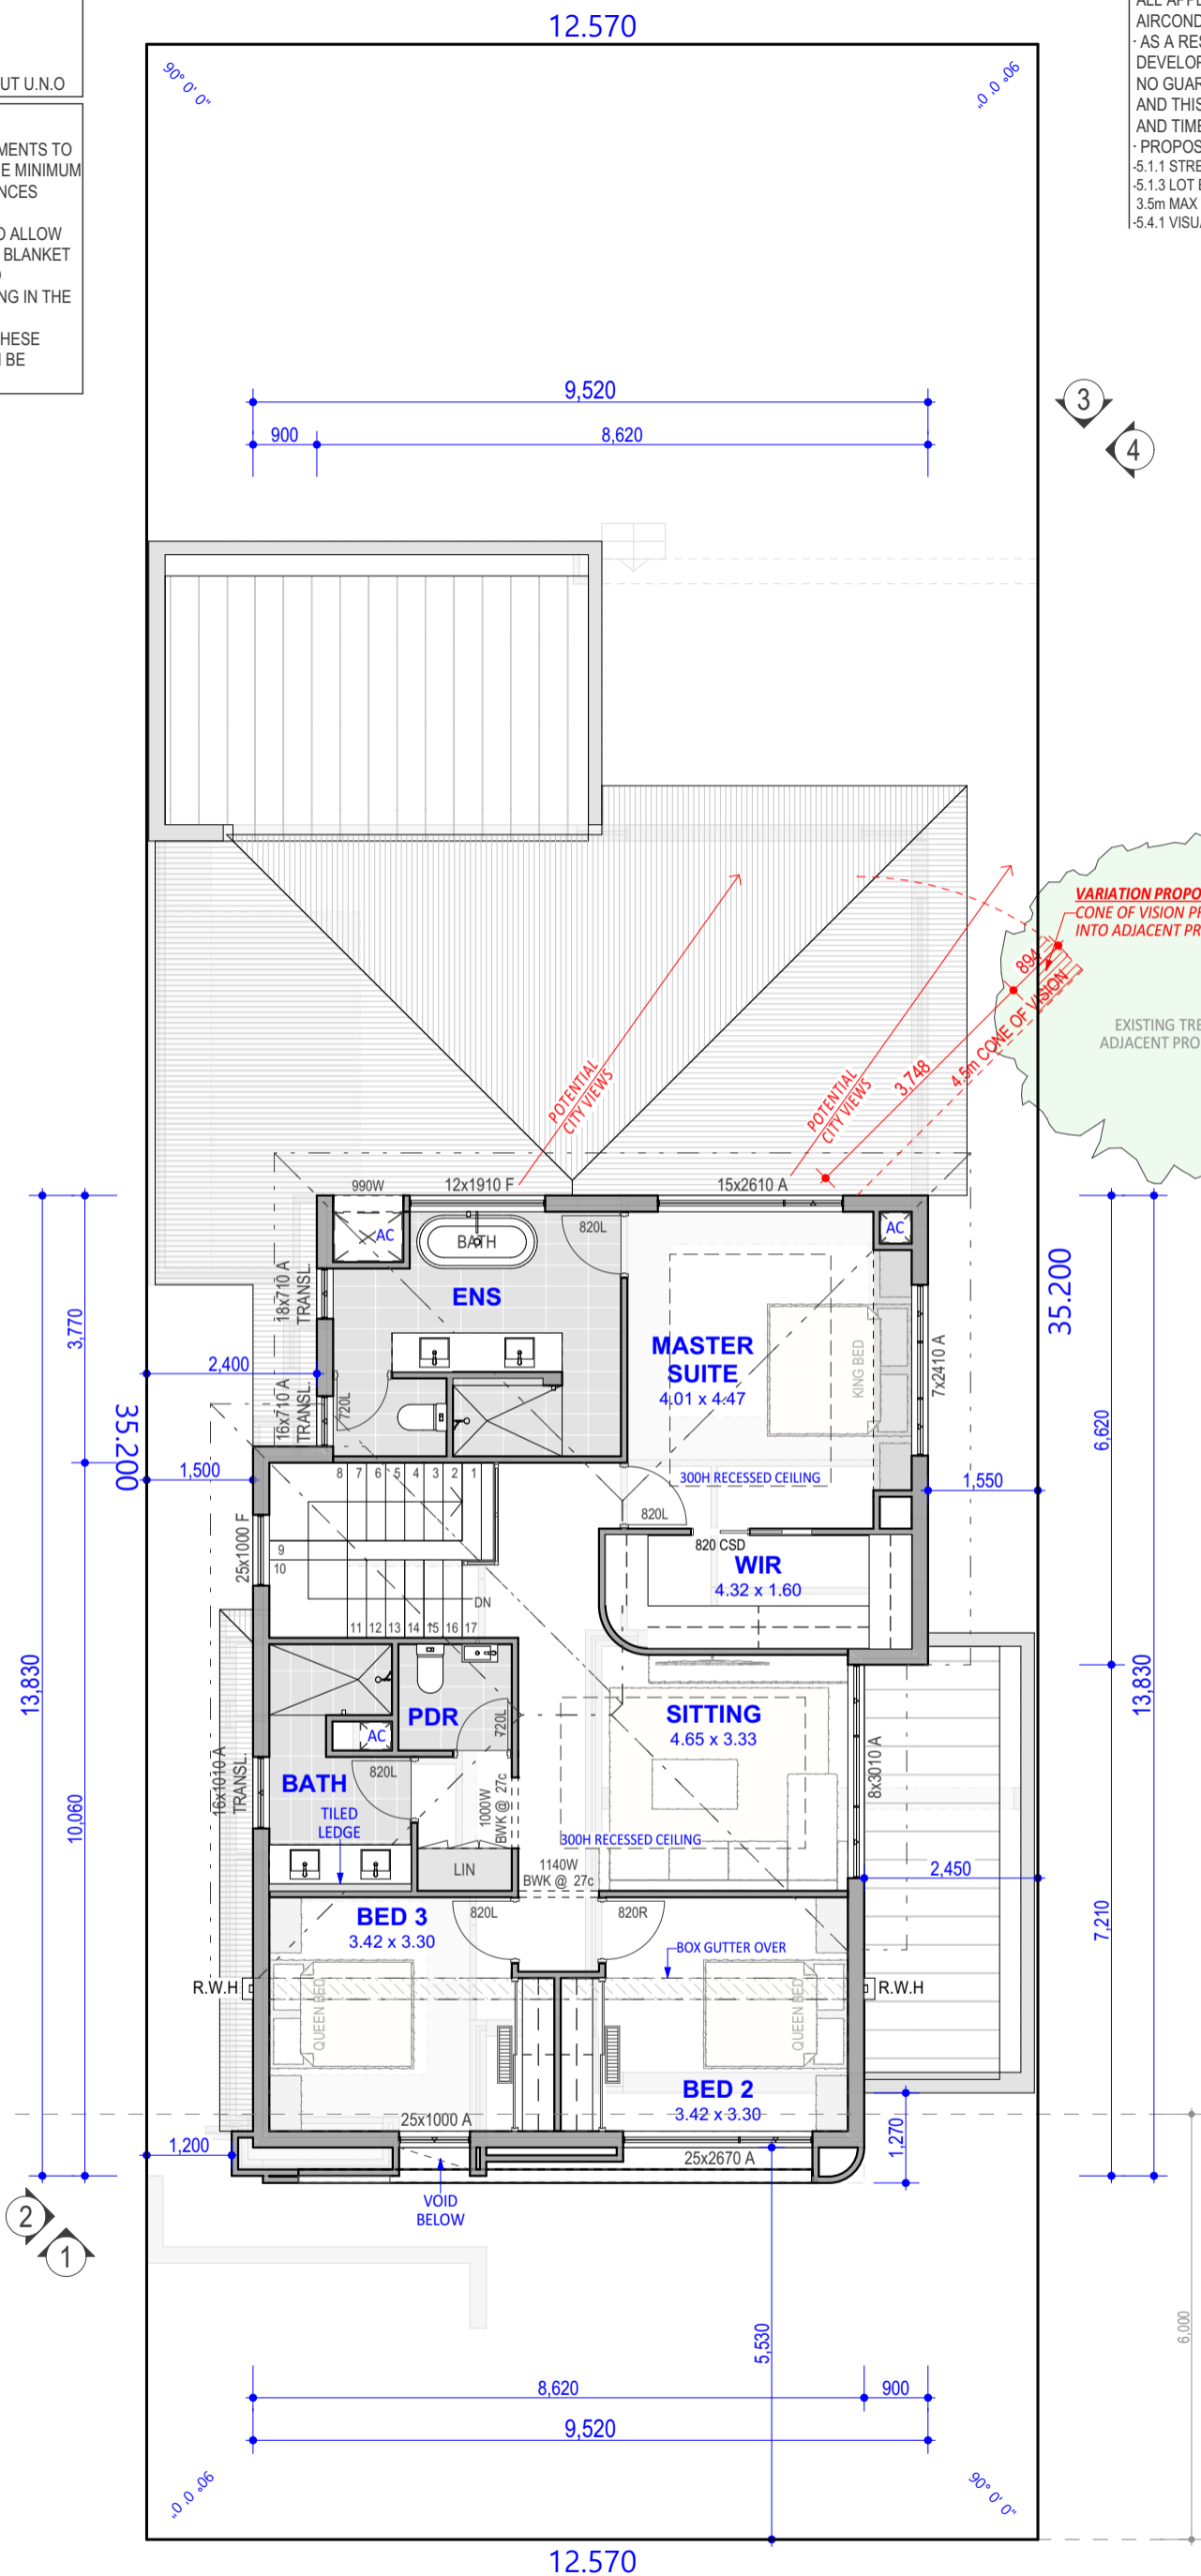 12.570
90° 0' 0"
90° 0' 0"
UT U.N.O
MENTS TO
E MINIMUM
NCES
O ALLOW
BLANKET
NG IN THE
HESE
BE
AIRCOND
- AS A RES
DEVELOP
NO GUAR
AND THIS
AND TIME
- PROPOS
-5.1.1 STRE
-5.1.3 LOT
3.5m MAX
-5.4.1 VISU
9,520
900
8,620
3
4
VARIATION PROPO
CONE OF VISION PR
INTO ADJACENT PR
894
EXISTING TRE
ADJACENT PRO
4.5m CONE OF VISION
3,748
POTENTIAL
CITY VIEWS
POTENTIAL
CITY VIEWS
990W
12x1910 F
15x2610 A
AC
BATH
820L
AC
ENS
18x710 A
TRANSL.
35.200
3,770
MASTER
SUITE
4.01 x 4.47
KING BED
7x2410 A
2,400
16x710 A
TRANSL.
720L
6,620
35.200
1,500
8 7 6 5 4 3 2 1
300H RECESSED CEILING
1,550
820L
25x1000 F
9
10
820 CSD
WIR
4.32 x 1.60
DN
11 12 13 14 15 16 17
13,830
13,830
PDR
720L
SITTING
4.65 x 3.33
AC
BATH
820L
16x1010 A
TRANSL.
8x3010 A
1000W
BWK @ 27c
TILED
LEDGE
10,060
300H RECESSED CEILING
LIN
1140W
BWK @ 27c
2,450
BED 3
3.42 x 3.30
820L
820R
7,210
BOX GUTTER OVER
R.W.H
R.W.H
QUEEN BED
QUEEN BED
BED 2
3.42 x 3.30
25x1000 A
1,270
1,200
25x2670 A
VOID
BELOW
2
1
6.000
5,530
8,620
900
9,520
90° 0' 0"
90° 0' 0"
12.570